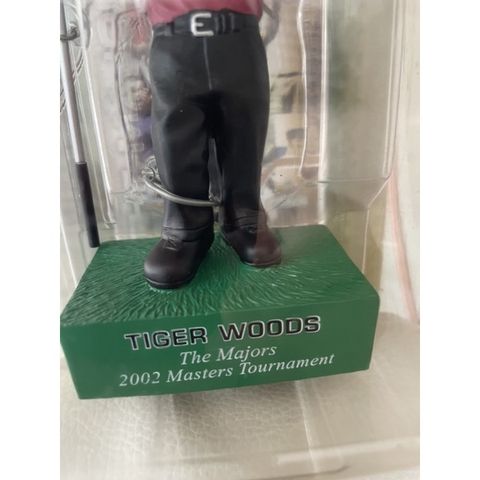 TIGER WOODS
The Majors
2002 Masters Tournament